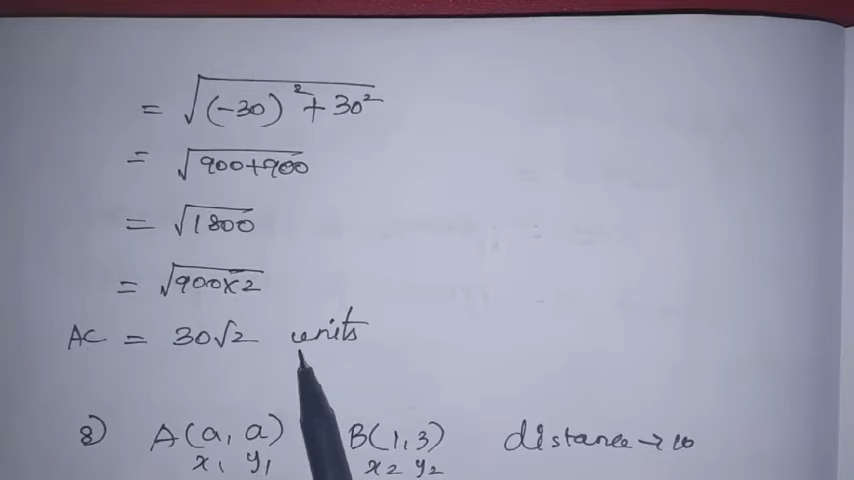 = √(-30)² + 30²
= √900+900
= √1800
= √900×2
AC = 30√2 units
8) A(a, a) B(1, 3) distance → 10
x₁ y₁ x₂ y₂